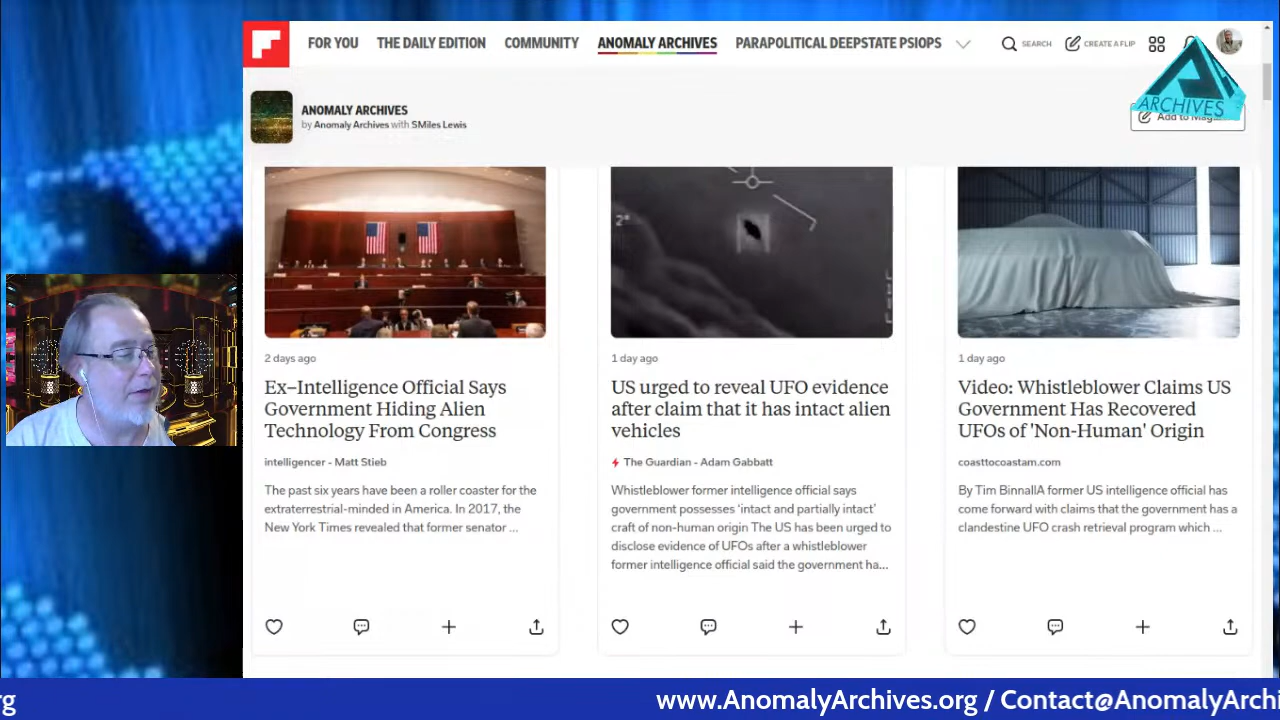 FOR YOU THE DAILY EDITION COMMUNITY ANOMALY ARCHIVES PARAPOLITICAL DEEPSTATE PSIOPS SEARCH CREATE A FLIP
ARCHIVES
ANOMALY ARCHIVES
by Anomaly Archives with SMiles Lewis
Add to Mag
2°
2 days ago
Ex–Intelligence Official Says
Government Hiding Alien
Technology From Congress
intelligencer - Matt Stieb
The past six years have been a roller coaster for the
extraterrestrial-minded in America. In 2017, the
New York Times revealed that former senator ...
1 day ago
US urged to reveal UFO evidence
after claim that it has intact alien
vehicles
The Guardian - Adam Gabbatt
Whistleblower former intelligence official says
government possesses ‘intact and partially intact’
craft of non-human origin The US has been urged to
disclose evidence of UFOs after a whistleblower
former intelligence official said the government ha...
1 day ago
Video: Whistleblower Claims US
Government Has Recovered
UFOs of 'Non-Human' Origin
coasttocoastam.com
By Tim BinnallA former US intelligence official has
come forward with claims that the government has a
clandestine UFO crash retrieval program which ...
rg www.AnomalyArchives.org / Contact@AnomalyArchi